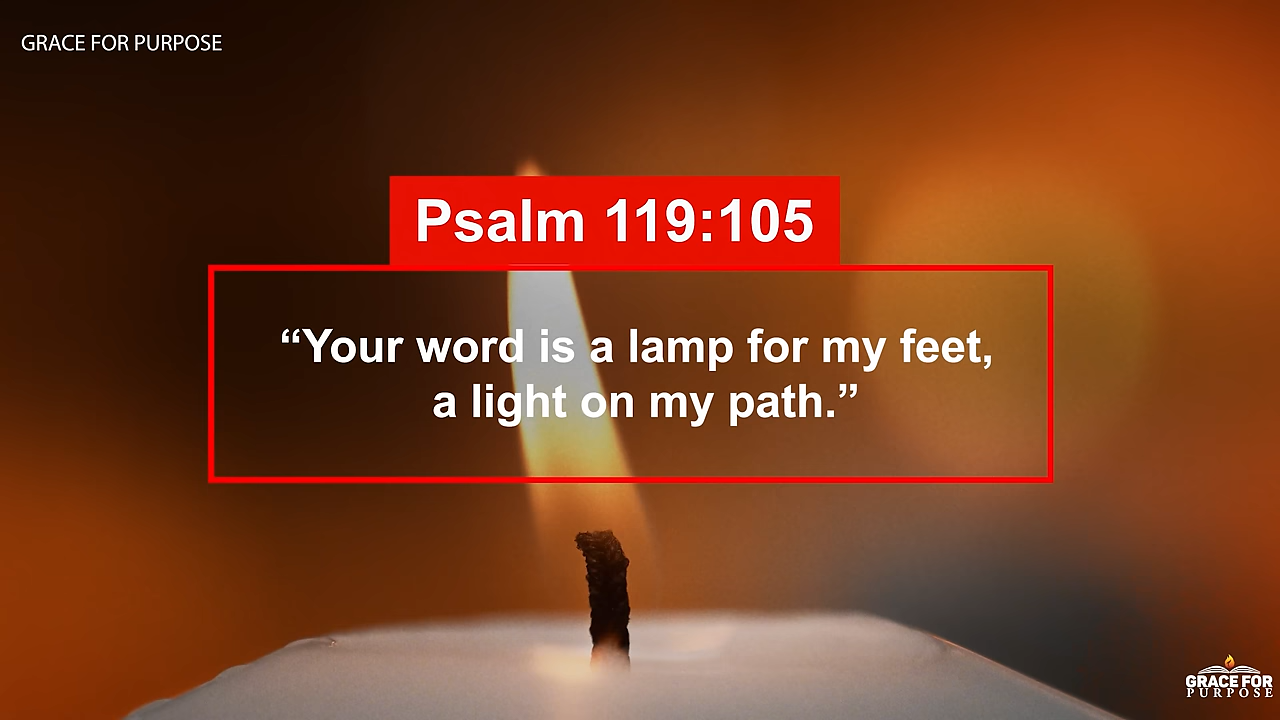 GRACE FOR PURPOSE
Psalm 119:105
“Your word is a lamp for my feet,
a light on my path.”
GRACE FOR
PURPOSE